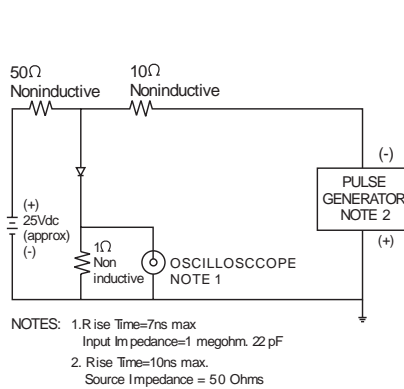 50Ω
Noninductive
10Ω
Noninductive
(+)
25Vdc
(approx)
(-)
1Ω
Non
inductive
OSCILLOSCCOPE
NOTE 1
(-)
PULSE
GENERATOR
NOTE 2
(+)
NOTES: 1.Rise Time=7ns max
Input Impedance=1 megohm. 22 pF
2. Rise Time=10ns max.
Source Impedance = 50 Ohms